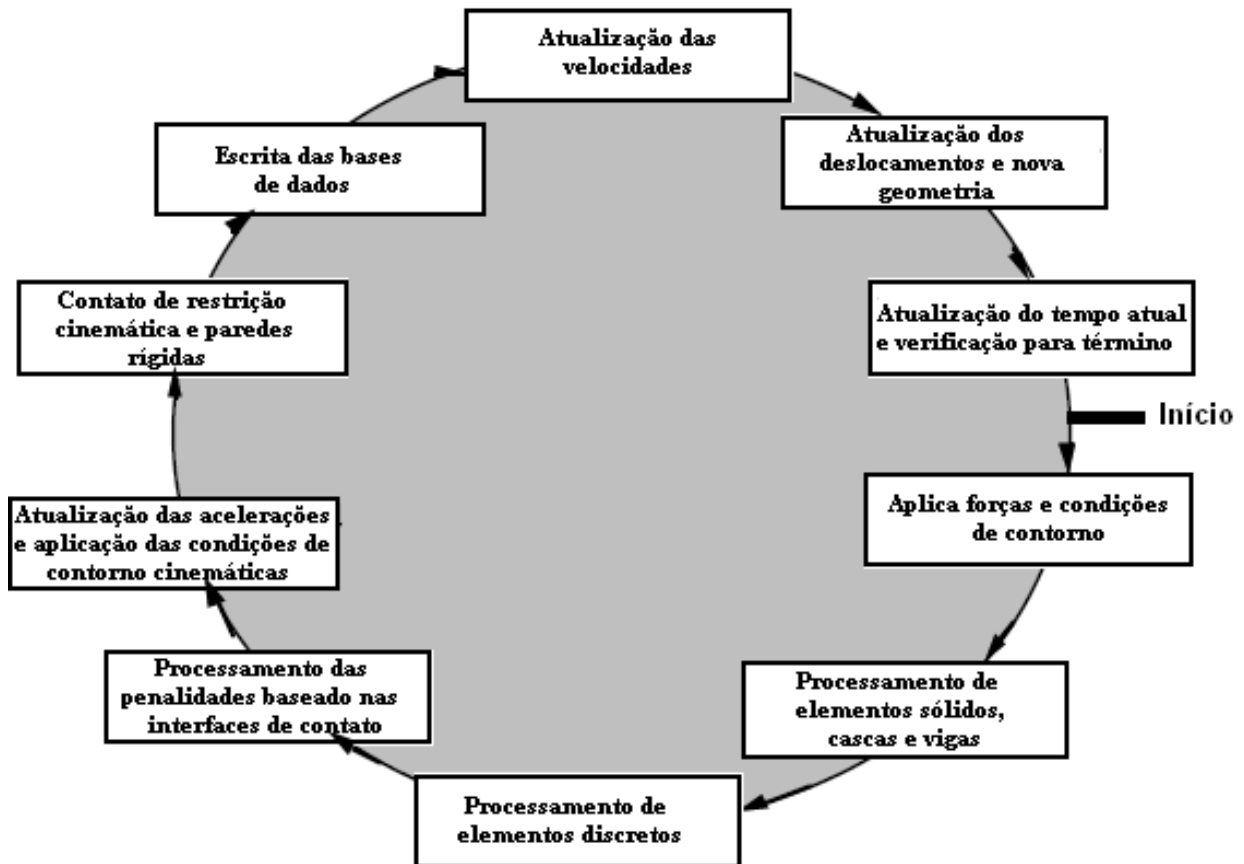 Atualização das
velocidades
Atualização dos
deslocamentos e nova
geometria
Atualização do tempo atual
e verificação para término
Início
Aplica forças e condições
de contorno
Processamento de
elementos sólidos,
cascas e vigas
Processamento de
elementos discretos
Processamento das
penalidades baseado nas
interfaces de contato
Atualização das acelerações
e aplicação das condições de
contorno cinemáticas
Contato de restrição
cinemática e paredes
rígidas
Escrita das bases
de dados